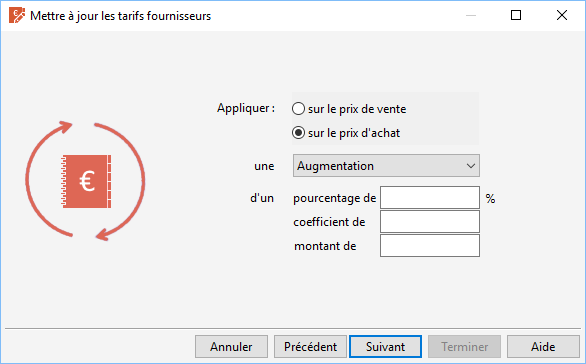 Mettre à jour les tarifs fournisseurs
Appliquer : sur le prix de vente
sur le prix d'achat
une Augmentation
d'un pourcentage de %
coefficient de
montant de
€
Annuler Précédent Suivant Terminer Aide